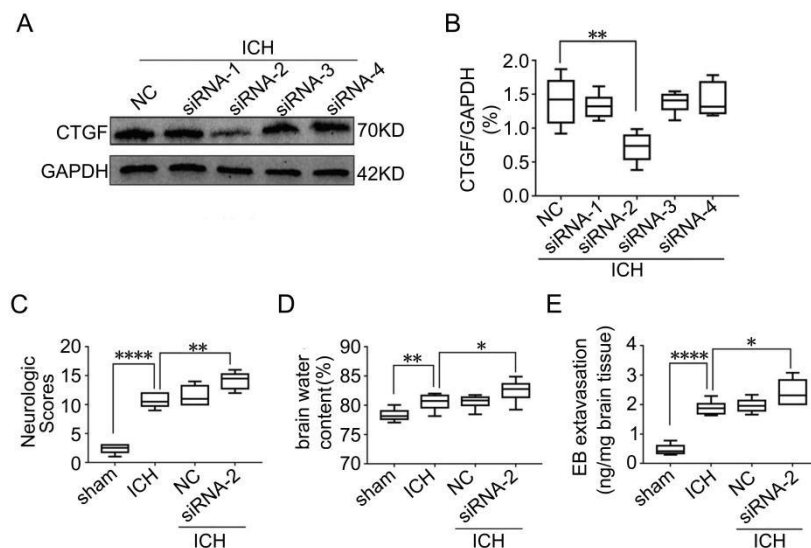 A
ICH
NC
siRNA-1
siRNA-2
siRNA-3
siRNA-4
CTGF
70KD
GAPDH
42KD
B
**
2.0
1.5
1.0
0.5
0.0
CTGF/GAPDH
(%)
NC
siRNA-1
siRNA-2
siRNA-3
siRNA-4
ICH
C
**** **
20
15
10
5
0
Neurologic
Scores
sham
ICH
NC
siRNA-2
ICH
D
** *
90
85
80
75
70
brain water
content(%)
sham
ICH
NC
siRNA-2
ICH
E
**** *
4
3
2
1
0
EB extavasation
(ng/mg brain tissue)
sham
ICH
NC
siRNA-2
ICH